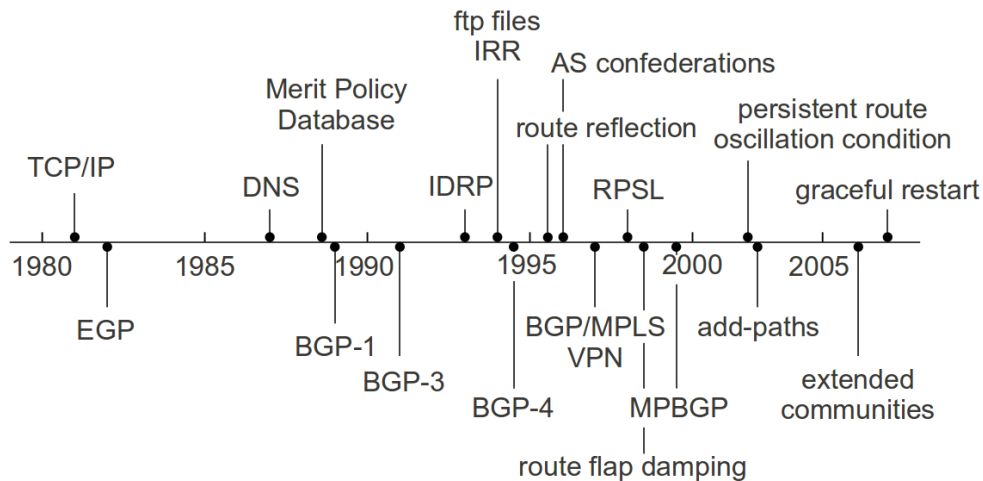 ftp files
IRR
AS confederations
Merit Policy
Database
persistent route
oscillation condition
route reflection
TCP/IP
DNS
IDRP
RPSL
graceful restart
1980
1985
1990
1995
2000
2005
EGP
BGP-1
BGP/MPLS
VPN
add-paths
BGP-3
extended
communities
BGP-4
MPBGP
route flap damping